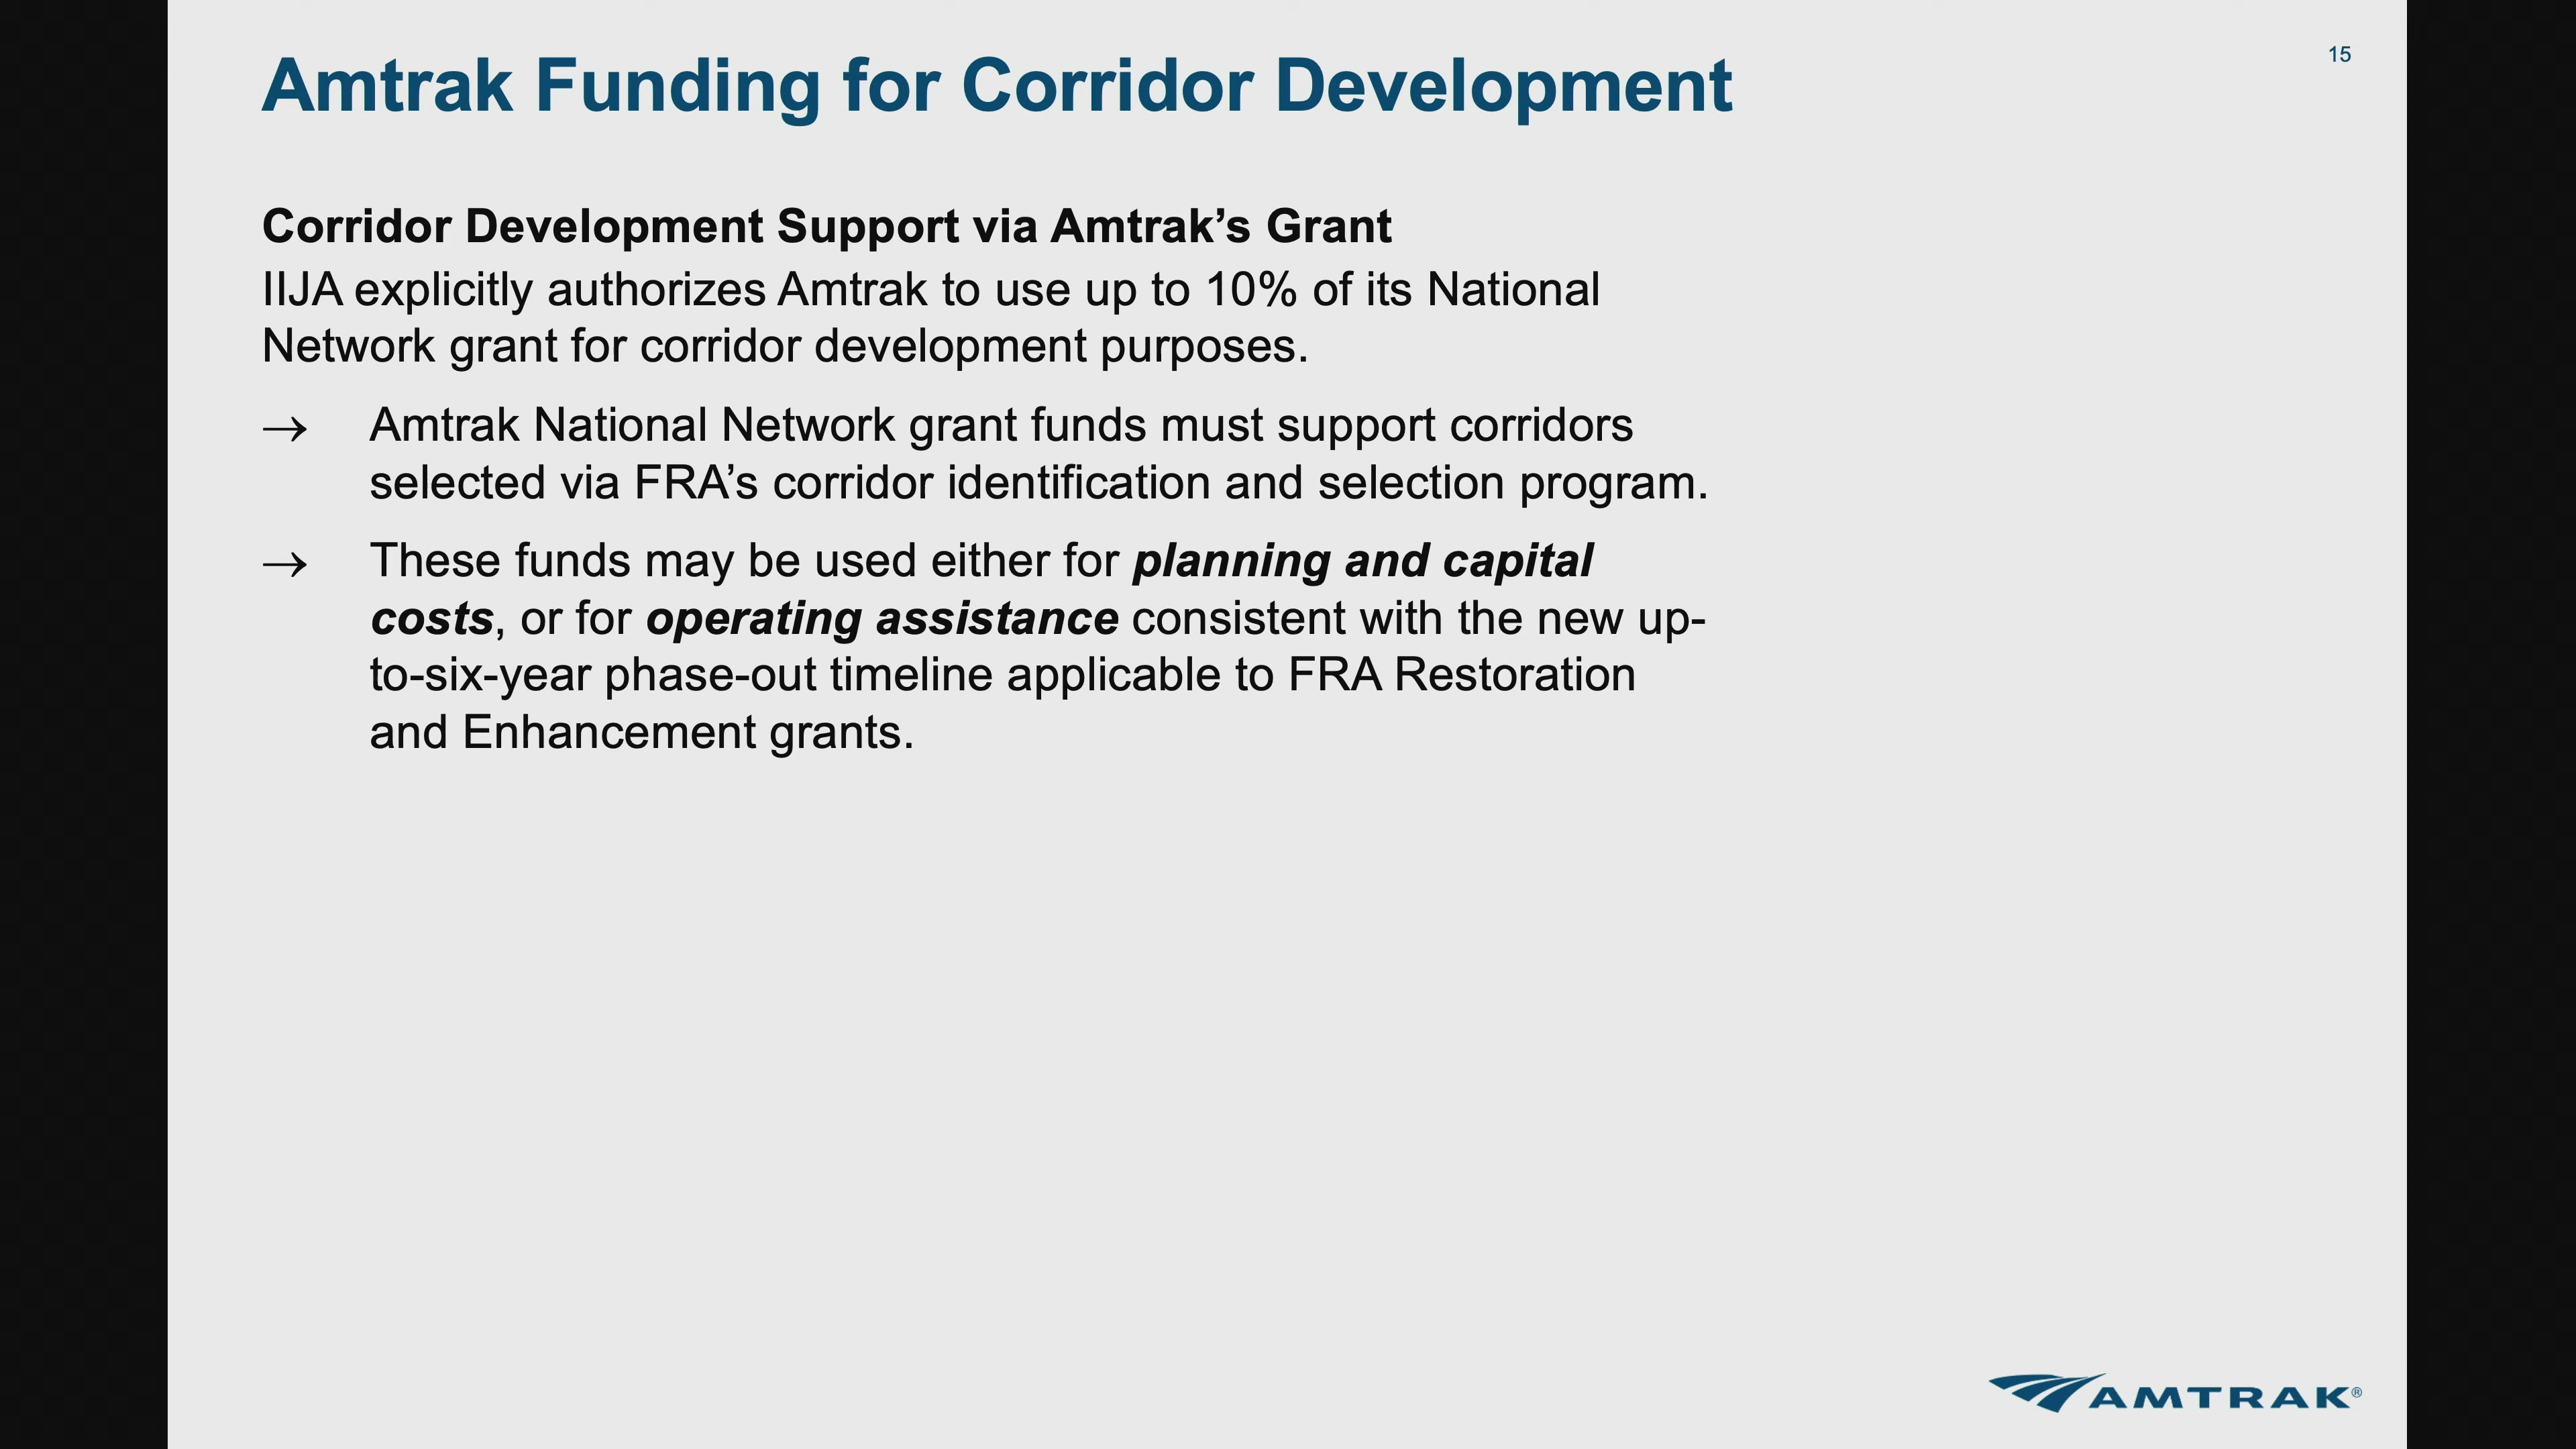 Amtrak Funding for Corridor Development
15
Corridor Development Support via Amtrak’s Grant
IIJA explicitly authorizes Amtrak to use up to 10% of its National
Network grant for corridor development purposes.
→ Amtrak National Network grant funds must support corridors
selected via FRA’s corridor identification and selection program.
→ These funds may be used either for planning and capital
costs, or for operating assistance consistent with the new up-
to-six-year phase-out timeline applicable to FRA Restoration
and Enhancement grants.
AMTRAK®